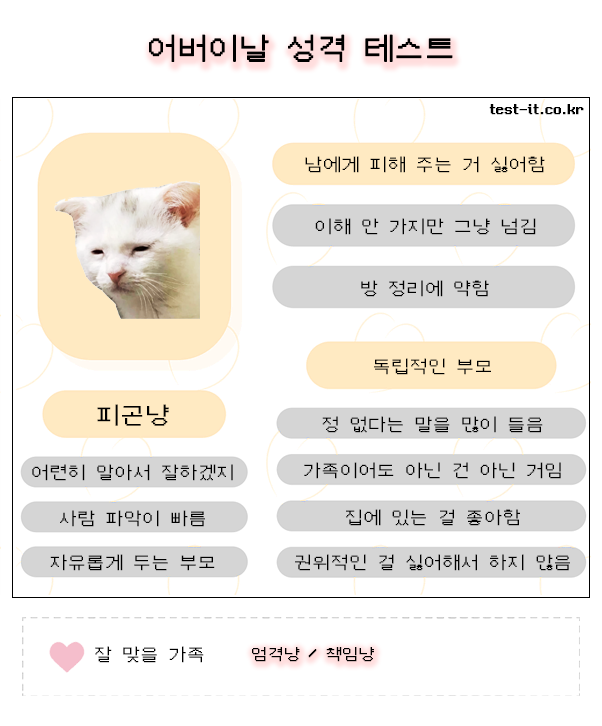 어버이날 성격 테스트
test-it.co.kr
남에게 피해 주는 거 싫어함
이해 안 가지만 그냥 넘김
방 정리에 약함
독립적인 부모
피곤냥
정 없다는 말을 많이 들음
어련히 알아서 잘하겠지
가족이어도 아닌 건 아닌 거임
사람 파악이 빠름
집에 있는 걸 좋아함
자유롭게 두는 부모
권위적인 걸 싫어해서 하지 않음
잘 맞을 가족
엄격냥 / 책임냥